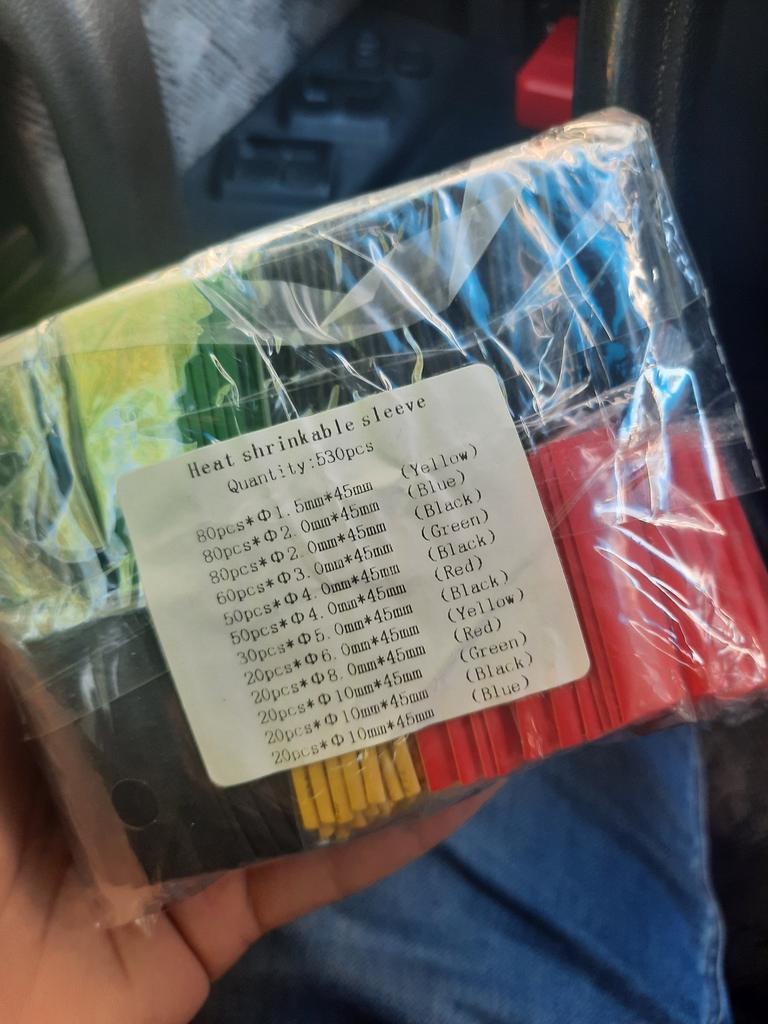 Heat shrinkable sleeve
Quantity:530pcs
80pcs*Φ1.5mm*45mm (Yellow)
80pcs*Φ2.0mm*45mm (Blue)
80pcs*Φ2.0mm*45mm (Black)
60pcs*Φ3.0mm*45mm (Green)
50pcs*Φ4.0mm*45mm (Black)
50pcs*Φ4.0mm*45mm (Red)
30pcs*Φ5.0mm*45mm (Black)
20pcs*Φ6.0mm*45mm (Yellow)
20pcs*Φ8.0mm*45mm (Red)
20pcs*Φ10mm*45mm (Green)
20pcs*Φ10mm*45mm (Black)
20pcs*Φ10mm*45mm (Blue)